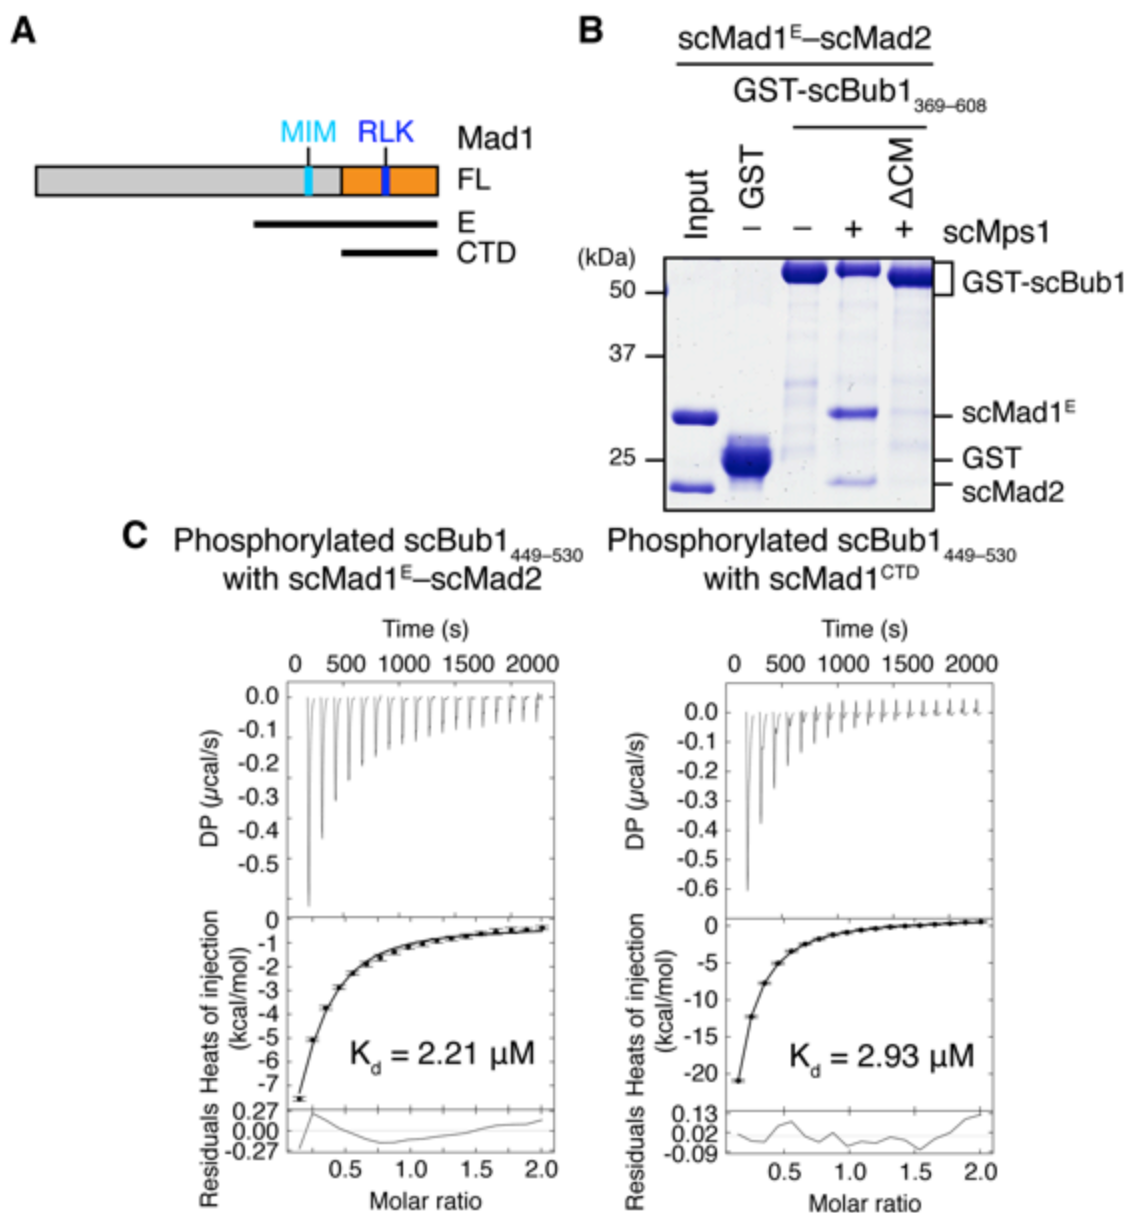 A
MIM RLK Mad1
FL
E
CTD
B
scMad1ᴱ–scMad2
GST-scBub1₃₆₉₋₆₀₈
Input GST ΔCM
– – + + scMps1
(kDa)
50
37
25
GST-scBub1
scMad1ᴱ
GST
scMad2
C
Phosphorylated scBub1₄₄₉₋₅₃₀
with scMad1ᴱ–scMad2
Time (s)
0 500 1000 1500 2000
DP (µcal/s)
0.0
-0.1
-0.2
-0.3
-0.4
-0.5
Heats of injection
(kcal/mol)
0
-1
-2
-3
-4
-5
-6
-7
K_d = 2.21 µM
Residuals
0.27
0.00
-0.27
0.5 1.0 1.5 2.0
Molar ratio
Phosphorylated scBub1₄₄₉₋₅₃₀
with scMad1ᶜᵀᴰ
Time (s)
0 500 1000 1500 2000
DP (µcal/s)
0.0
-0.1
-0.2
-0.3
-0.4
-0.5
-0.6
Heats of injection
(kcal/mol)
0
-5
-10
-15
-20
K_d = 2.93 µM
Residuals
0.13
0.02
-0.09
0.5 1.0 1.5 2.0
Molar ratio